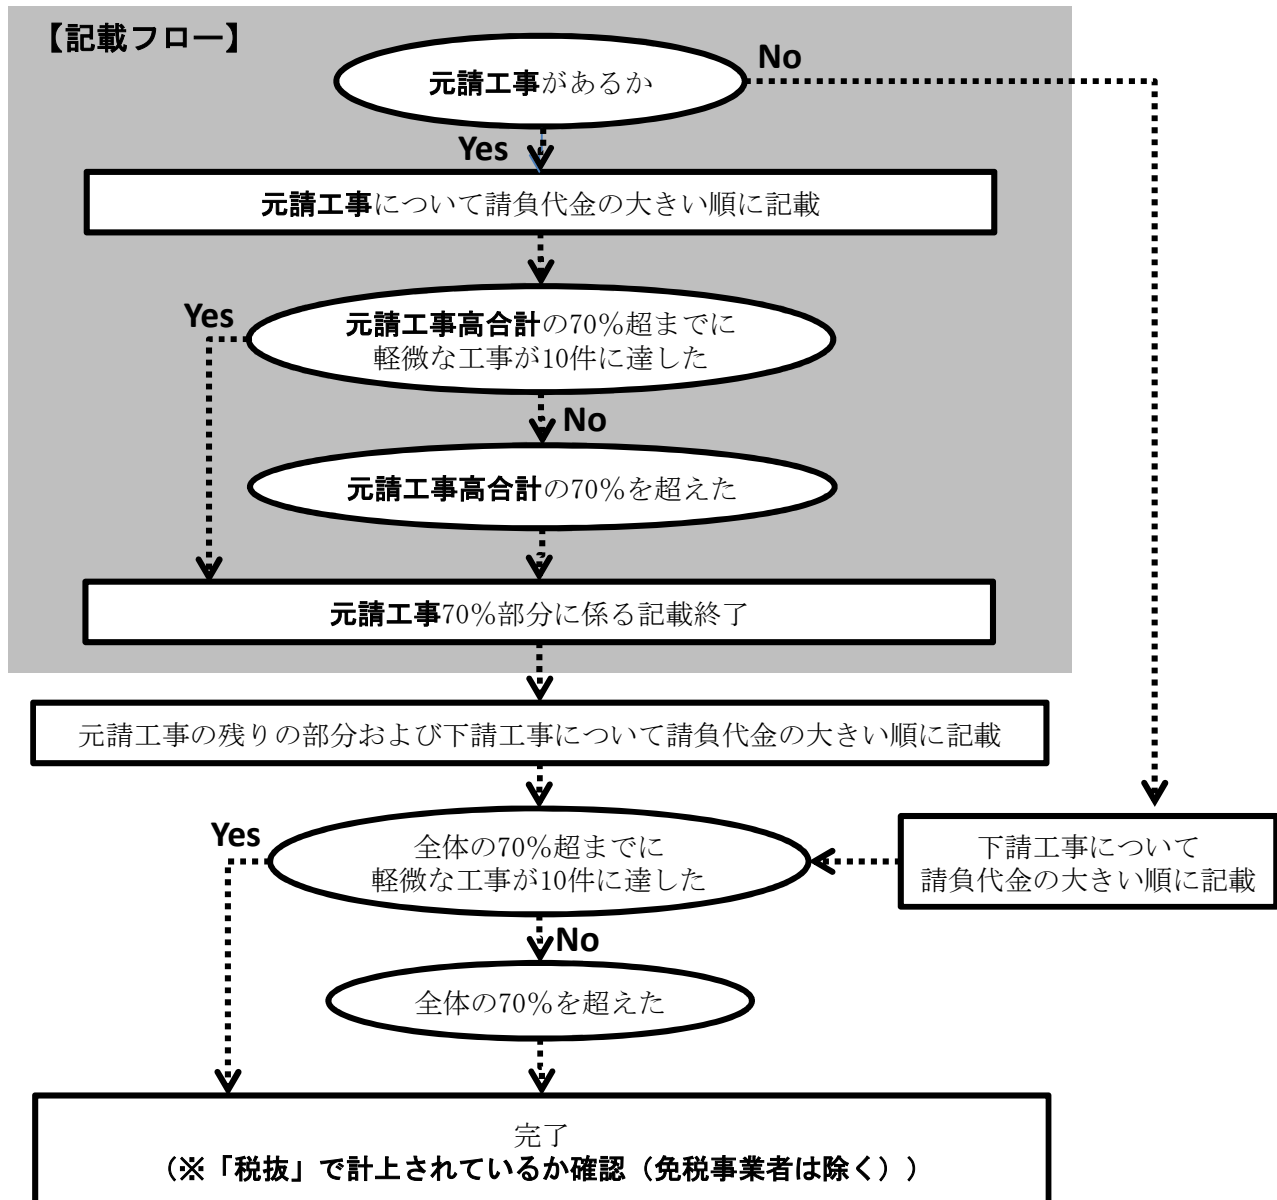 【記載フロー】
元請工事があるか
No
Yes
元請工事について請負代金の大きい順に記載
Yes
元請工事高合計の70％超までに
軽微な工事が10件に達した
No
元請工事高合計の70％を超えた
元請工事70％部分に係る記載終了
元請工事の残りの部分および下請工事について請負代金の大きい順に記載
Yes
全体の70％超までに
軽微な工事が10件に達した
下請工事について
請負代金の大きい順に記載
No
全体の70％を超えた
完了
（※「税抜」で計上されているか確認（免税事業者は除く））